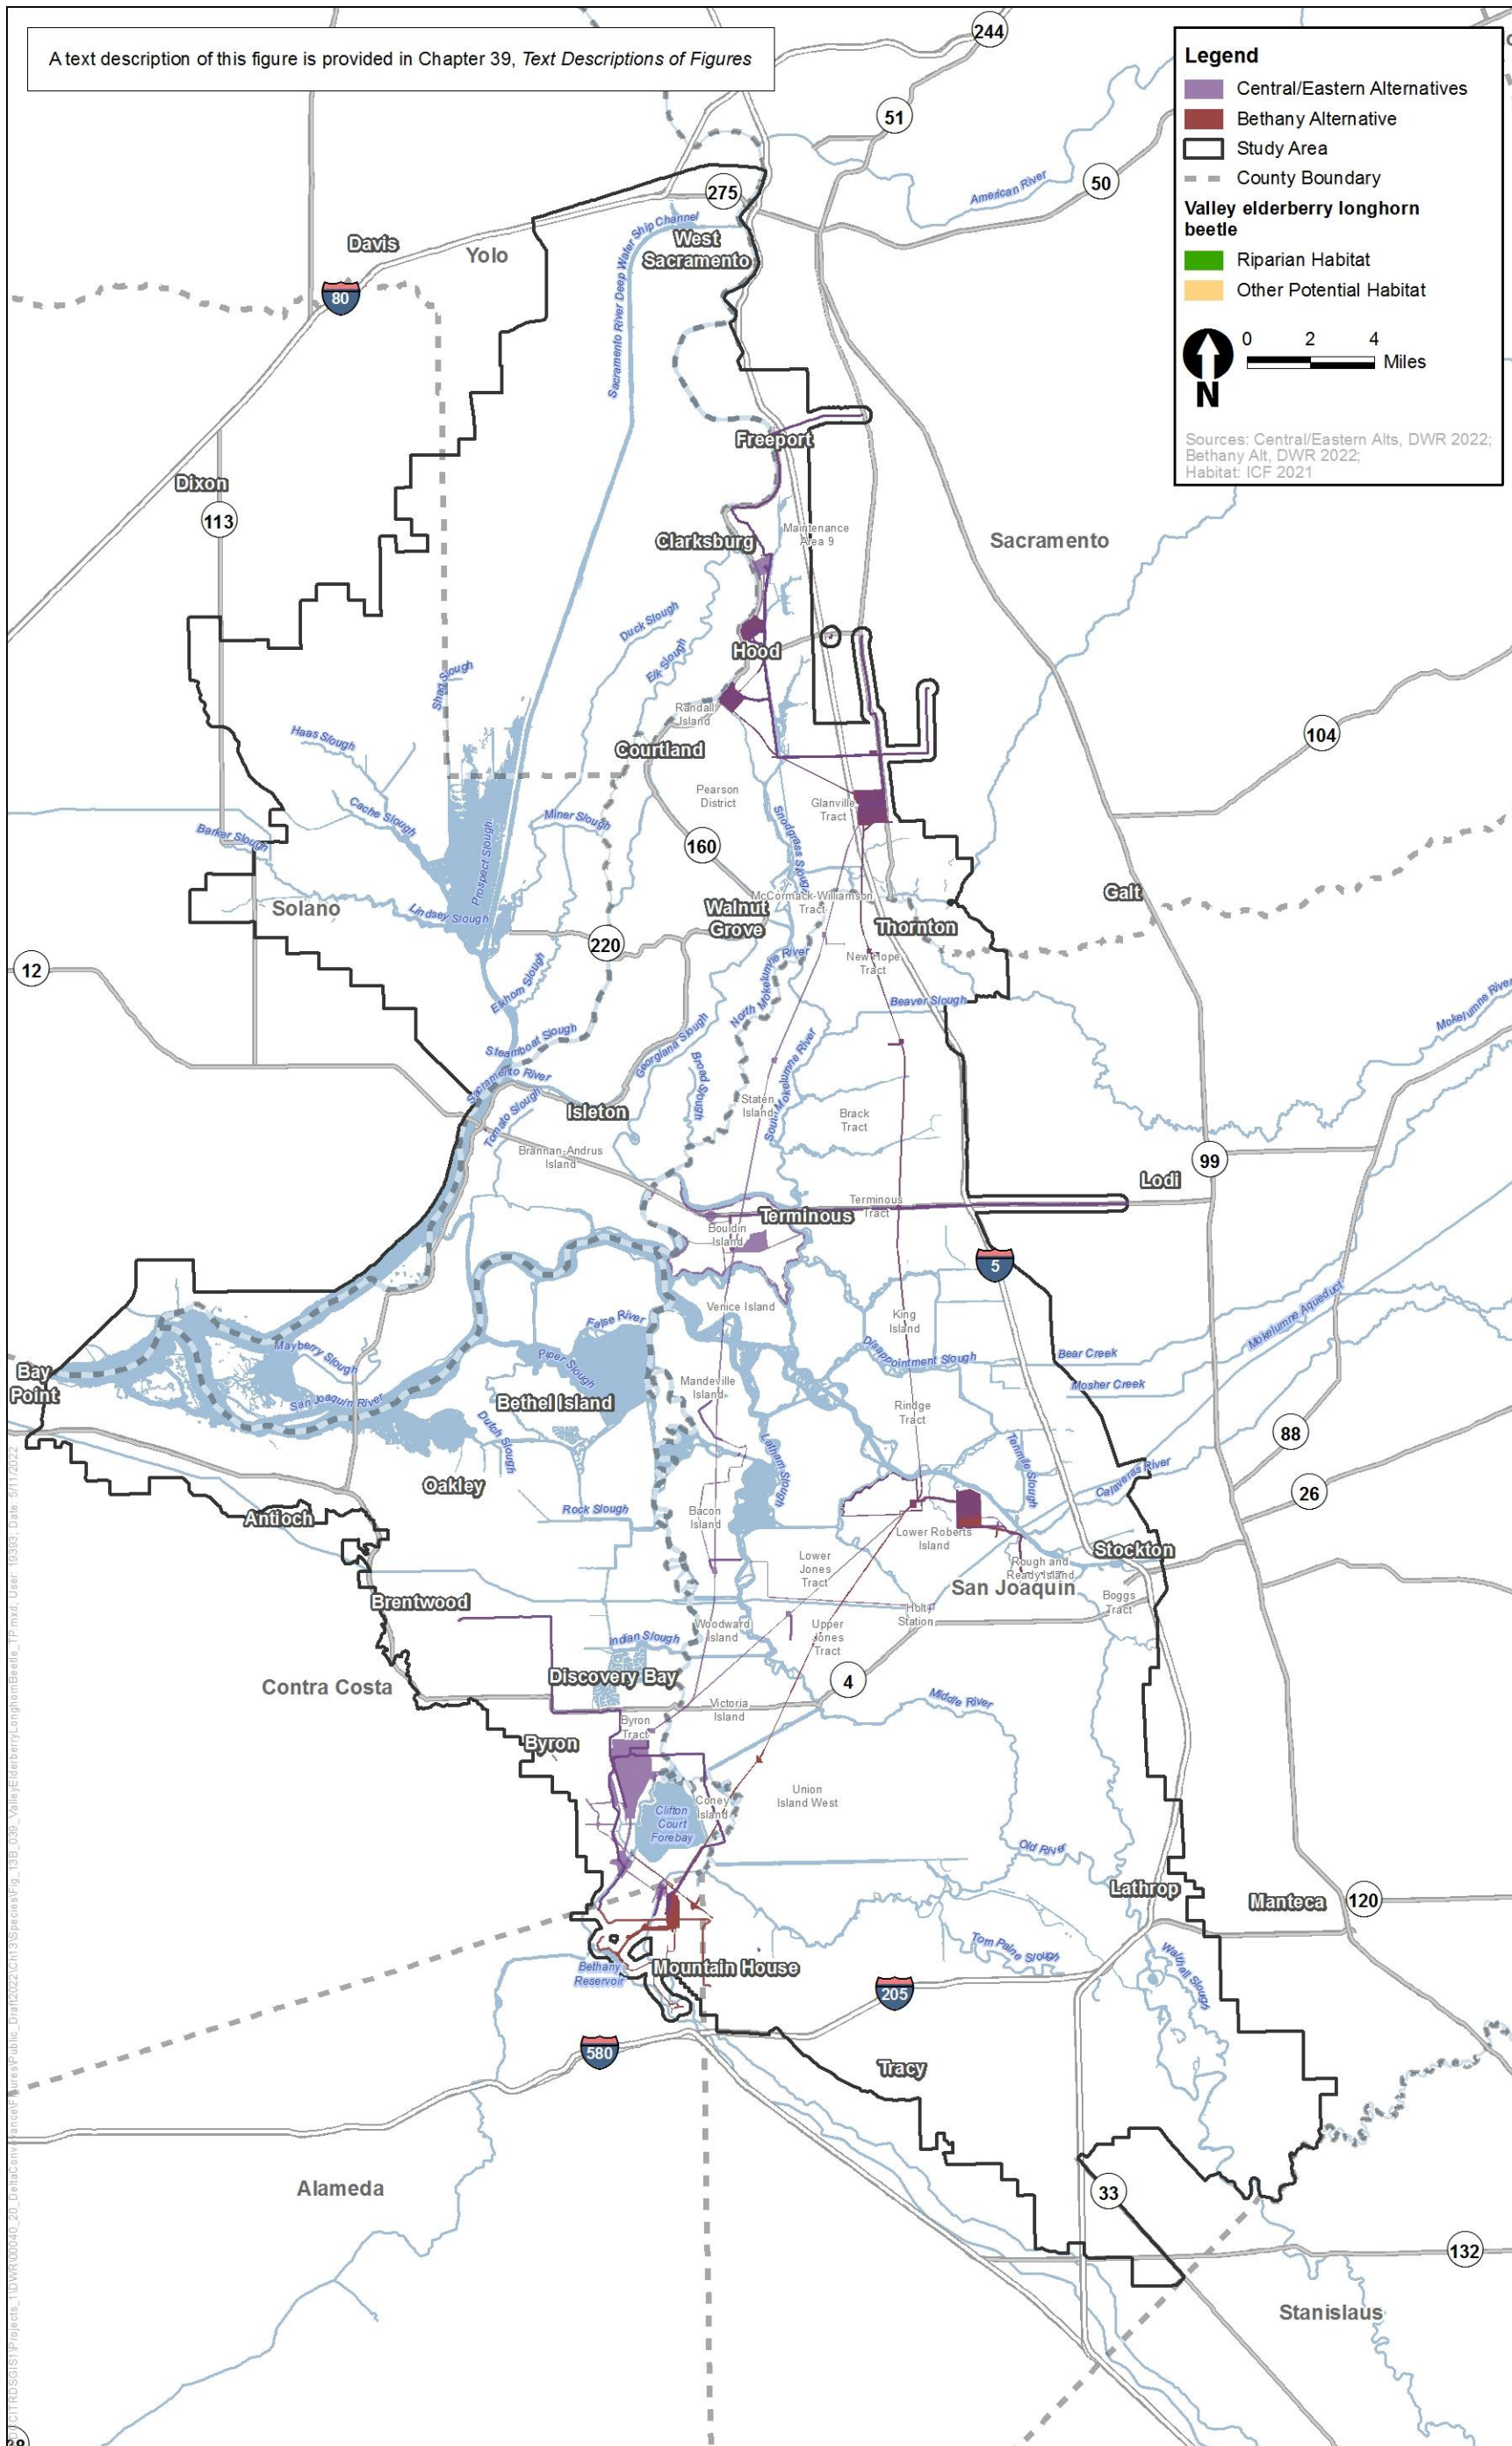 A text description of this figure is provided in Chapter 39, Text Descriptions of Figures
Legend
Central/Eastern Alternatives
Bethany Alternative
Study Area
County Boundary
Valley elderberry longhorn
beetle
Riparian Habitat
Other Potential Habitat
0 2 4
Miles
N
Sources: Central/Eastern Alts, DWR 2022;
Bethany Alt, DWR 2022;
Habitat: ICF 2021
244
51
50
American River
275
Sacramento River Deep Water Ship Channel
West
Sacramento
Davis
Yolo
80
Freeport
Dixon
113
Clarksburg
Maintenance
Area 9
Sacramento
Duck Slough
Elk Slough
Hood
Shag Slough
Randall
Island
Haas Slough
Courtland
104
Pearson
District
Glanville
Tract
Cache Slough
Miner Slough
Snodgrass Slough
Barker Slough
Prospect Slough
160
Solano
Lindsey Slough
McCormack-Williamson
Tract
Walnut
Grove
Galt
Thornton
220
12
New Hope
Tract
Elkhorn Slough
North Mokelumne River
Beaver Slough
Mokelumne River
Steamboat Slough
Georgiana Slough
Sacramento River
Broad Slough
South Mokelumne River
Tomato Slough
Isleton
Staten
Island
Brack
Tract
Brannan-Andrus
Island
99
Lodi
Terminous
Terminous
Tract
Bouldin
Island
5
Venice Island
King
Island
False River
Mokelumne Aqueduct
Mayberry Slough
Piper Slough
Disappointment Slough
Bear Creek
Bay
Point
Mandeville
Island
Mosher Creek
San Joaquin River
Bethel Island
Rindge
Tract
Dutch Slough
Latham Slough
Tenmile Slough
88
Oakley
Calaveras River
26
Antioch
Rock Slough
Bacon
Island
Lower Roberts
Island
Stockton
Lower
Jones
Tract
Rough and
Ready Island
San Joaquin
Boggs
Tract
Brentwood
Holt
Station
Woodward
Island
Upper
Jones
Tract
Indian Slough
Discovery Bay
4
Contra Costa
Middle River
Victoria
Island
Byron
Tract
Byron
Union
Island West
Coney
Island
Clifton
Court
Forebay
Old River
Lathrop
Manteca
120
Tom Paine Slough
Walthall Slough
Bethany
Reservoir
Mountain House
205
580
Tracy
Alameda
33
132
Stanislaus